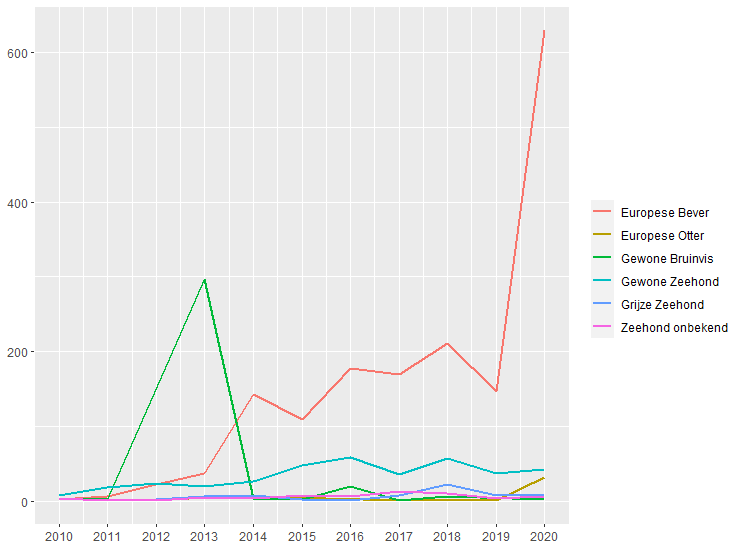 600
400
200
0
2010 2011 2012 2013 2014 2015 2016 2017 2018 2019 2020
Europese Bever
Europese Otter
Gewone Bruinvis
Gewone Zeehond
Grijze Zeehond
Zeehond onbekend